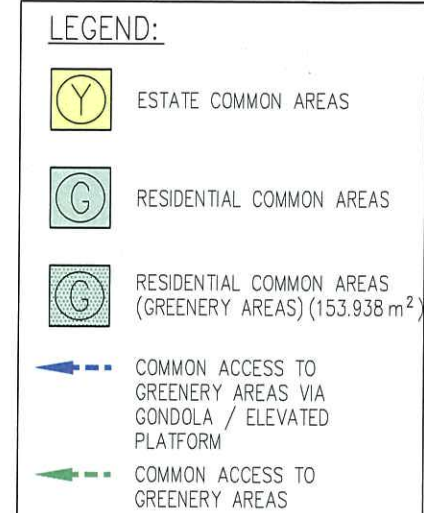 LEGEND:
Y
ESTATE COMMON AREAS
G
RESIDENTIAL COMMON AREAS
G
RESIDENTIAL COMMON AREAS
(GREENERY AREAS) (153.938 m²)
COMMON ACCESS TO
GREENERY AREAS VIA
GONDOLA / ELEVATED
PLATFORM
COMMON ACCESS TO
GREENERY AREAS